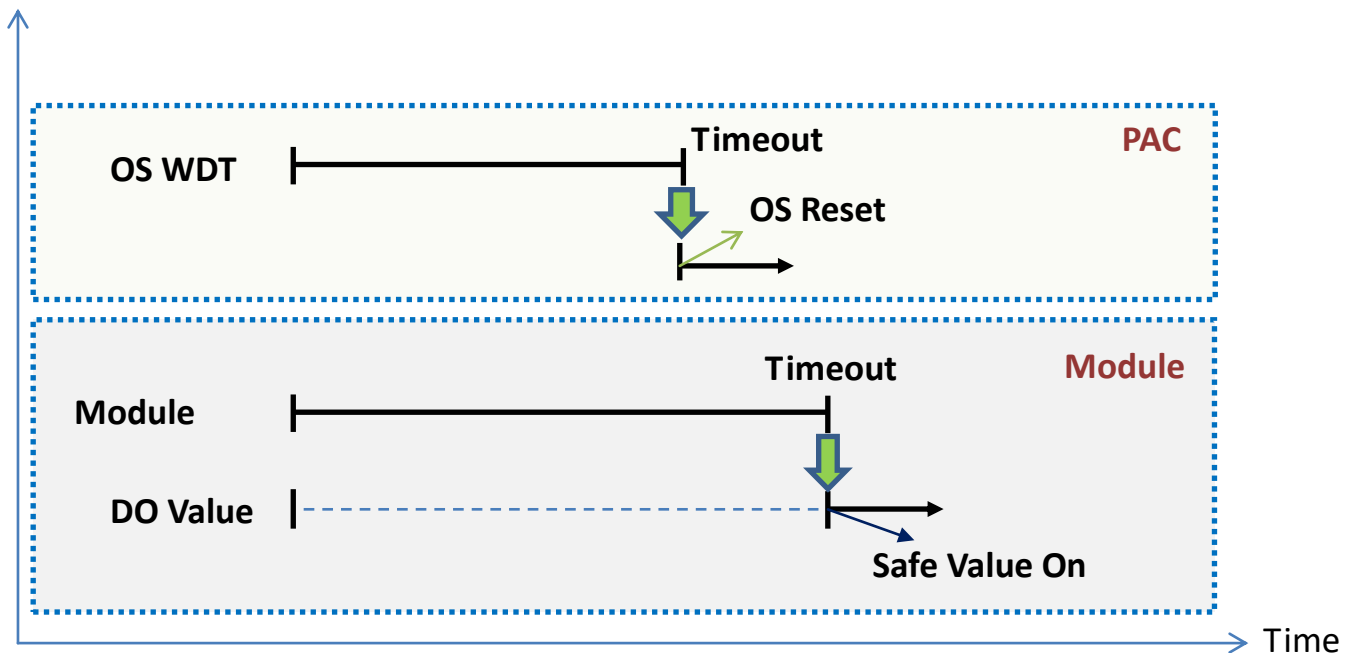 PAC
Timeout
OS WDT
OS Reset
Module
Timeout
Module
DO Value
Safe Value On
Time